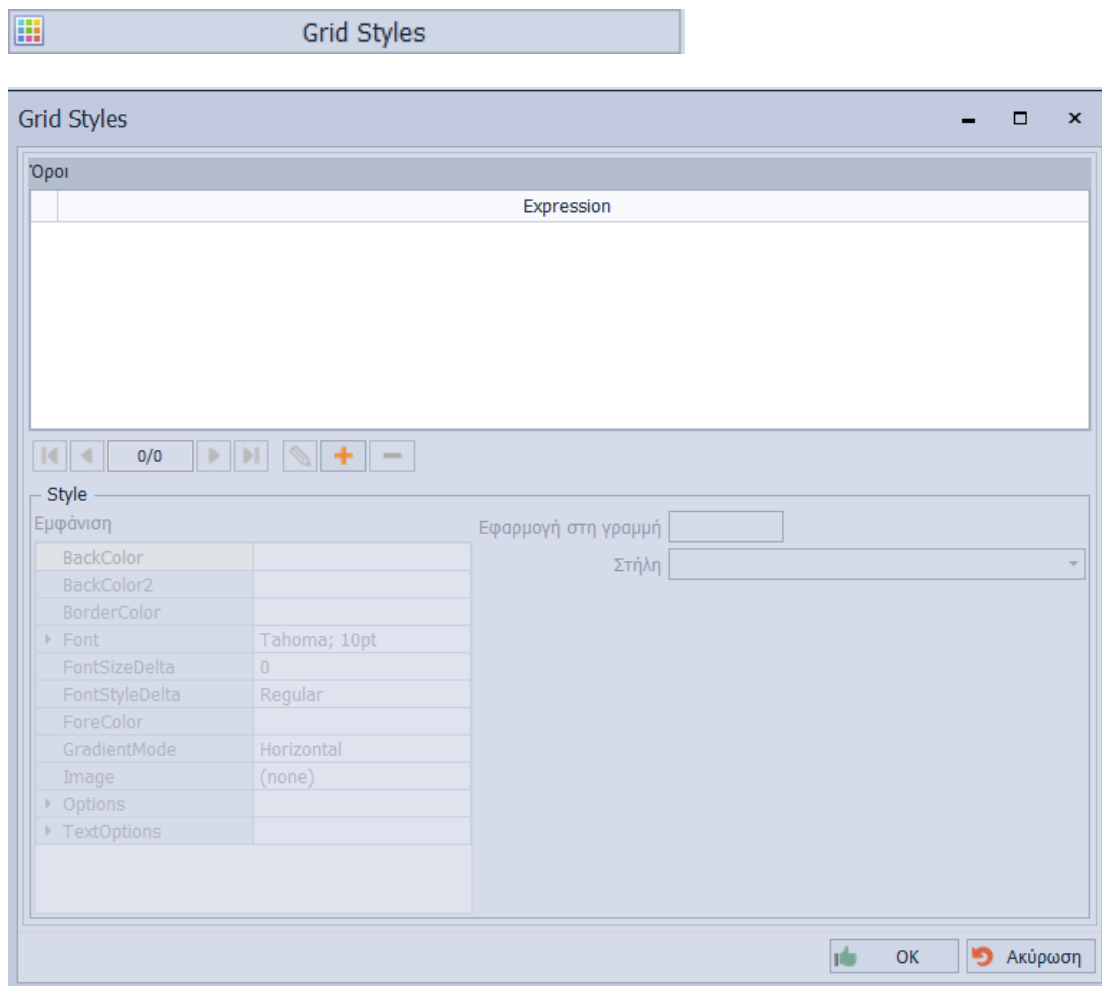 Grid Styles
Grid Styles
Όροι
Expression
0/0
Style
Εμφάνιση
Εφαρμογή στη γραμμή
Στήλη
BackColor
BackColor2
BorderColor
Font Tahoma; 10pt
FontSizeDelta 0
FontStyleDelta Regular
ForeColor
GradientMode Horizontal
Image (none)
Options
TextOptions
OK Ακύρωση